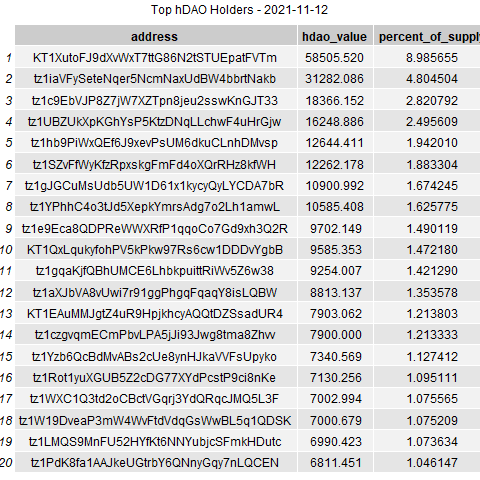 Top hDAO Holders - 2021-11-12
address hdao_value percent_of_supply
1 KT1XutoFJ9dXvWxT7ttG86N2tSTUEpatFVTm 58505.520 8.985655
2 tz1iaVFySeteNqer5NcmNaxUdBW4bbrtNakb 31282.086 4.804504
3 tz1c9EbVJP8Z7jW7XZTpn8jeu2sswKnGJT33 18366.152 2.820792
4 tz1UBZUkXpKGhYsP5KtzDNqLLchwF4uHrGjw 16248.886 2.495609
5 tz1hb9PiWxQEf6J9xevPsUM6dkuCLnhDMvsp 12644.411 1.942010
6 tz1SZvFfWyKfzRpxskgFmFd4oXQrRHz8kfWH 12262.178 1.883304
7 tz1gJGCuMsUdb5UW1D61x1kycyQyLYCDA7bR 10900.992 1.674245
8 tz1YPhhC4o3tJd5XepkYmrsAdg7o2Lh1amwL 10585.408 1.625775
9 tz1e9Eca8QDPReWWXRfP1qqoCo7Gd9xh3Q2R 9702.149 1.490119
10 KT1QxLqukyfohPV5kPkw97Rs6cw1DDDvYgbB 9585.353 1.472180
11 tz1gqaKjfQBhUMCE6LhbkpuittRiWv5Z6w38 9254.007 1.421290
12 tz1aXJbVA8vUwi7r91ggPhgqFqaqY8isLQBW 8813.137 1.353578
13 KT1EAuMMJgtZ4uR9HpjkhcyAQQtDZSsadUR4 7903.062 1.213803
14 tz1czgvqmECmPbvLPA5jJi93Jwg8tma8Zhvv 7900.000 1.213333
15 tz1Yzb6QcBdMvABs2cUe8ynHJkaVVFsUpyko 7340.569 1.127412
16 tz1Rot1yuXGUB5Z2cDG77XYdPcstP9ci8nKe 7130.256 1.095111
17 tz1WXC1Q3td2oCBctVGqrj3YdQRqcJMQ5L3F 7002.994 1.075565
18 tz1W19DveaP3mW4WvFtdVdqGsWwBL5q1QDSK 7000.679 1.075209
19 tz1LMQS9MnFU52HYfKt6NNYubjcSFmkHDutc 6990.423 1.073634
20 tz1PdK8fa1AAJkeUGtrbY6QNnyGqy7nLQCEN 6811.451 1.046147